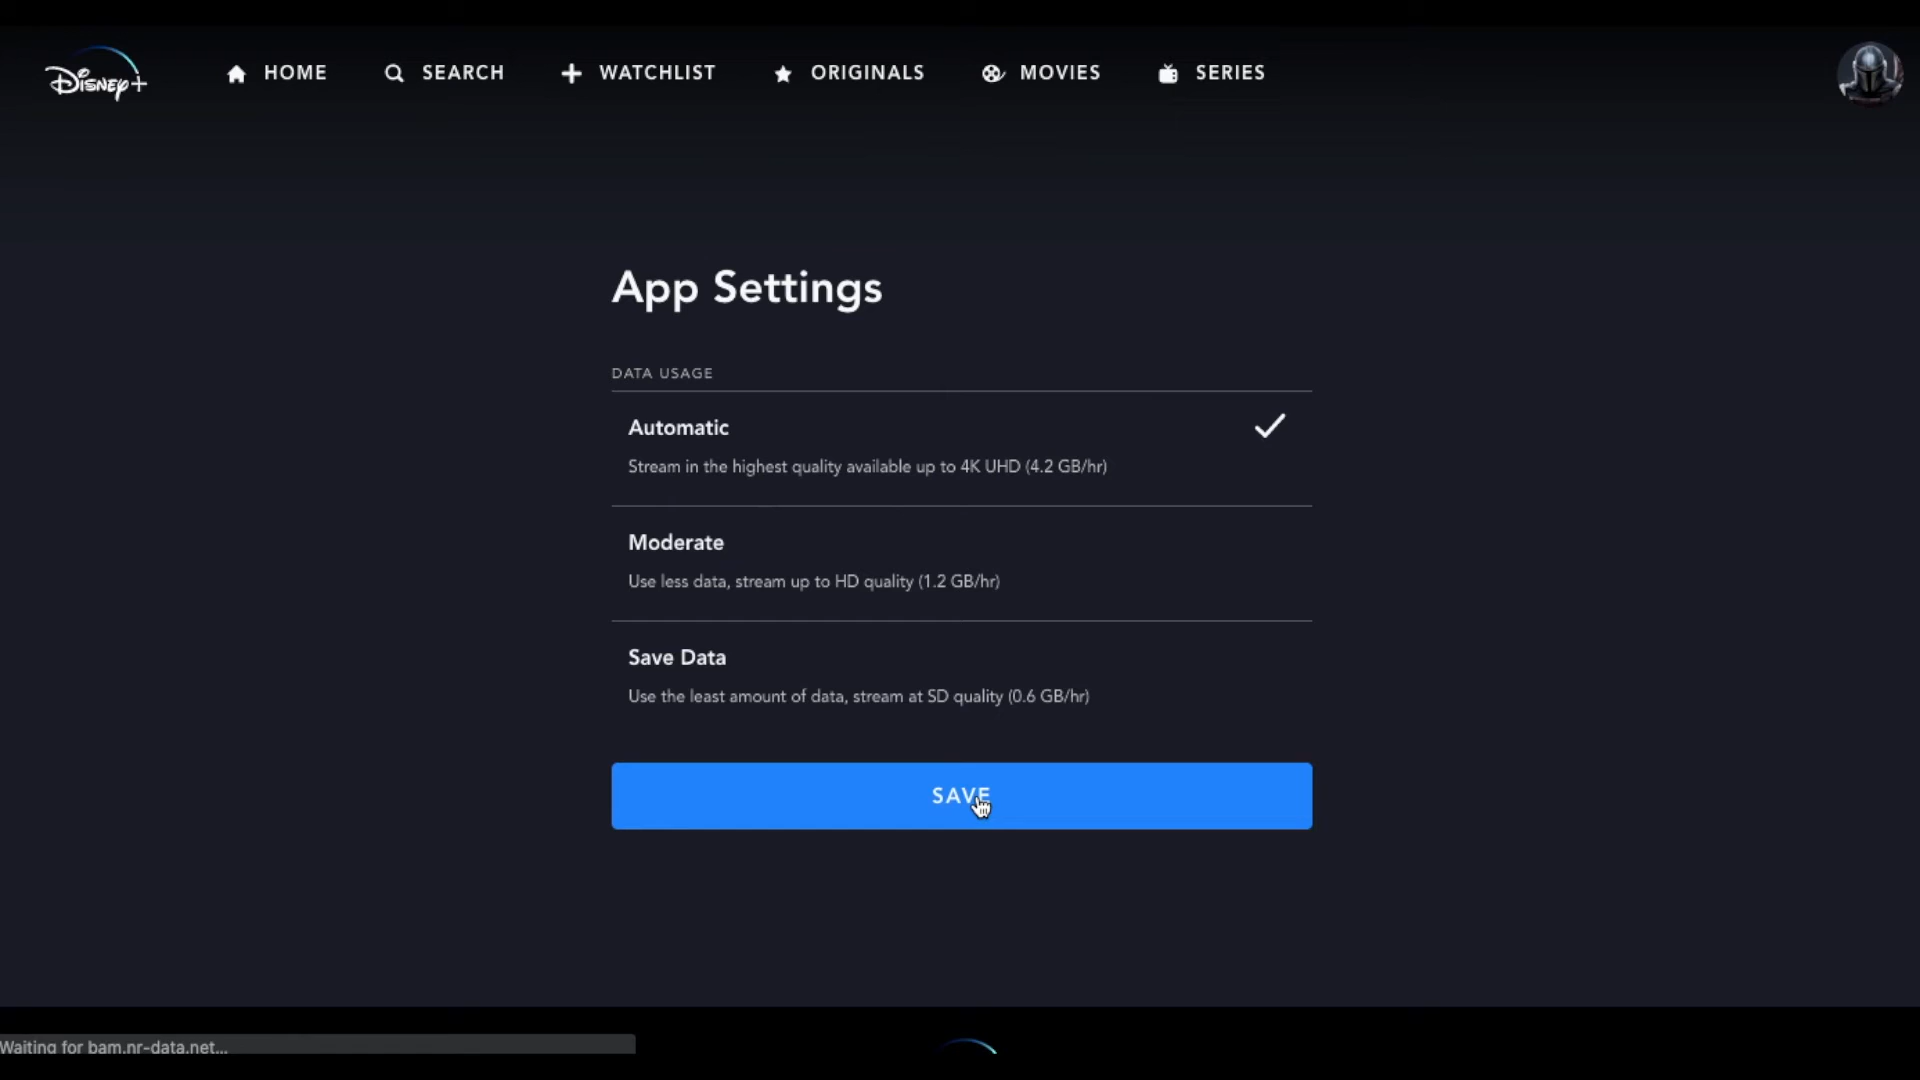 Disney+ HOME SEARCH WATCHLIST ORIGINALS MOVIES SERIES
App Settings
DATA USAGE
Automatic
Stream in the highest quality available up to 4K UHD (4.2 GB/hr)
Moderate
Use less data, stream up to HD quality (1.2 GB/hr)
Save Data
Use the least amount of data, stream at SD quality (0.6 GB/hr)
SAVE
Waiting for bam.nr-data.net...